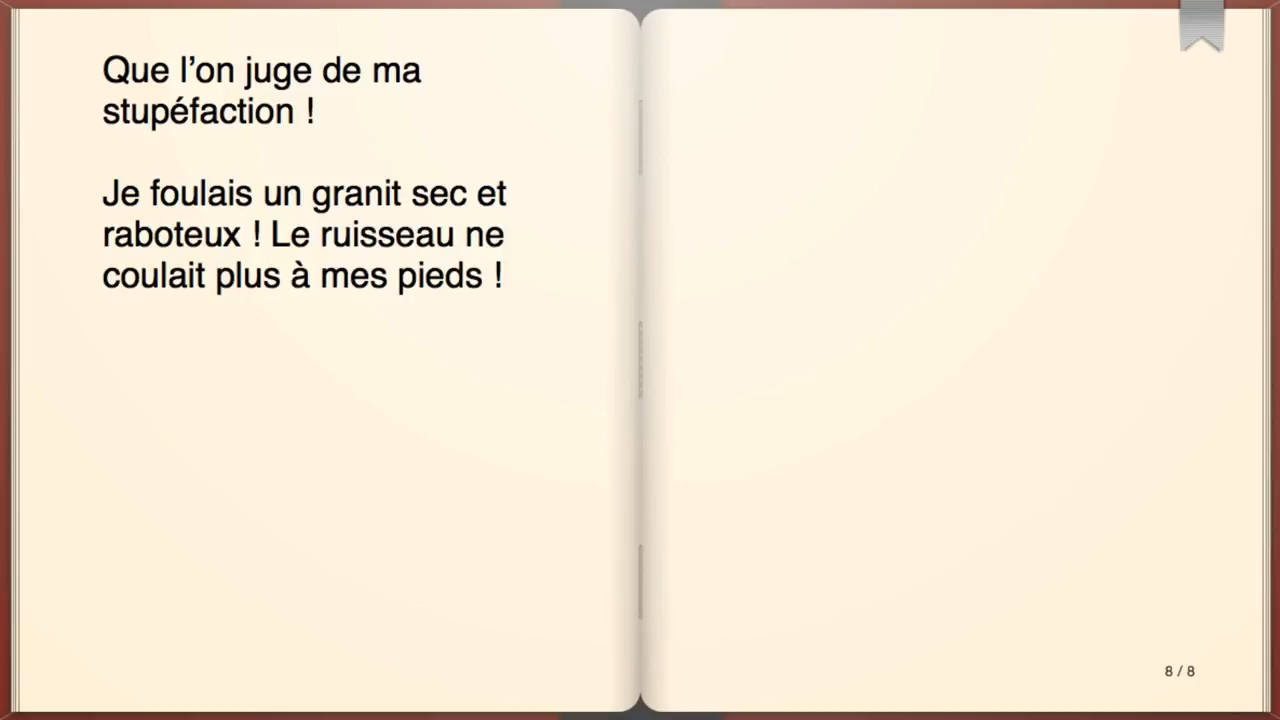 Que l’on juge de ma
stupéfaction !
Je foulais un granit sec et
raboteux ! Le ruisseau ne
coulait plus à mes pieds !
8 / 8